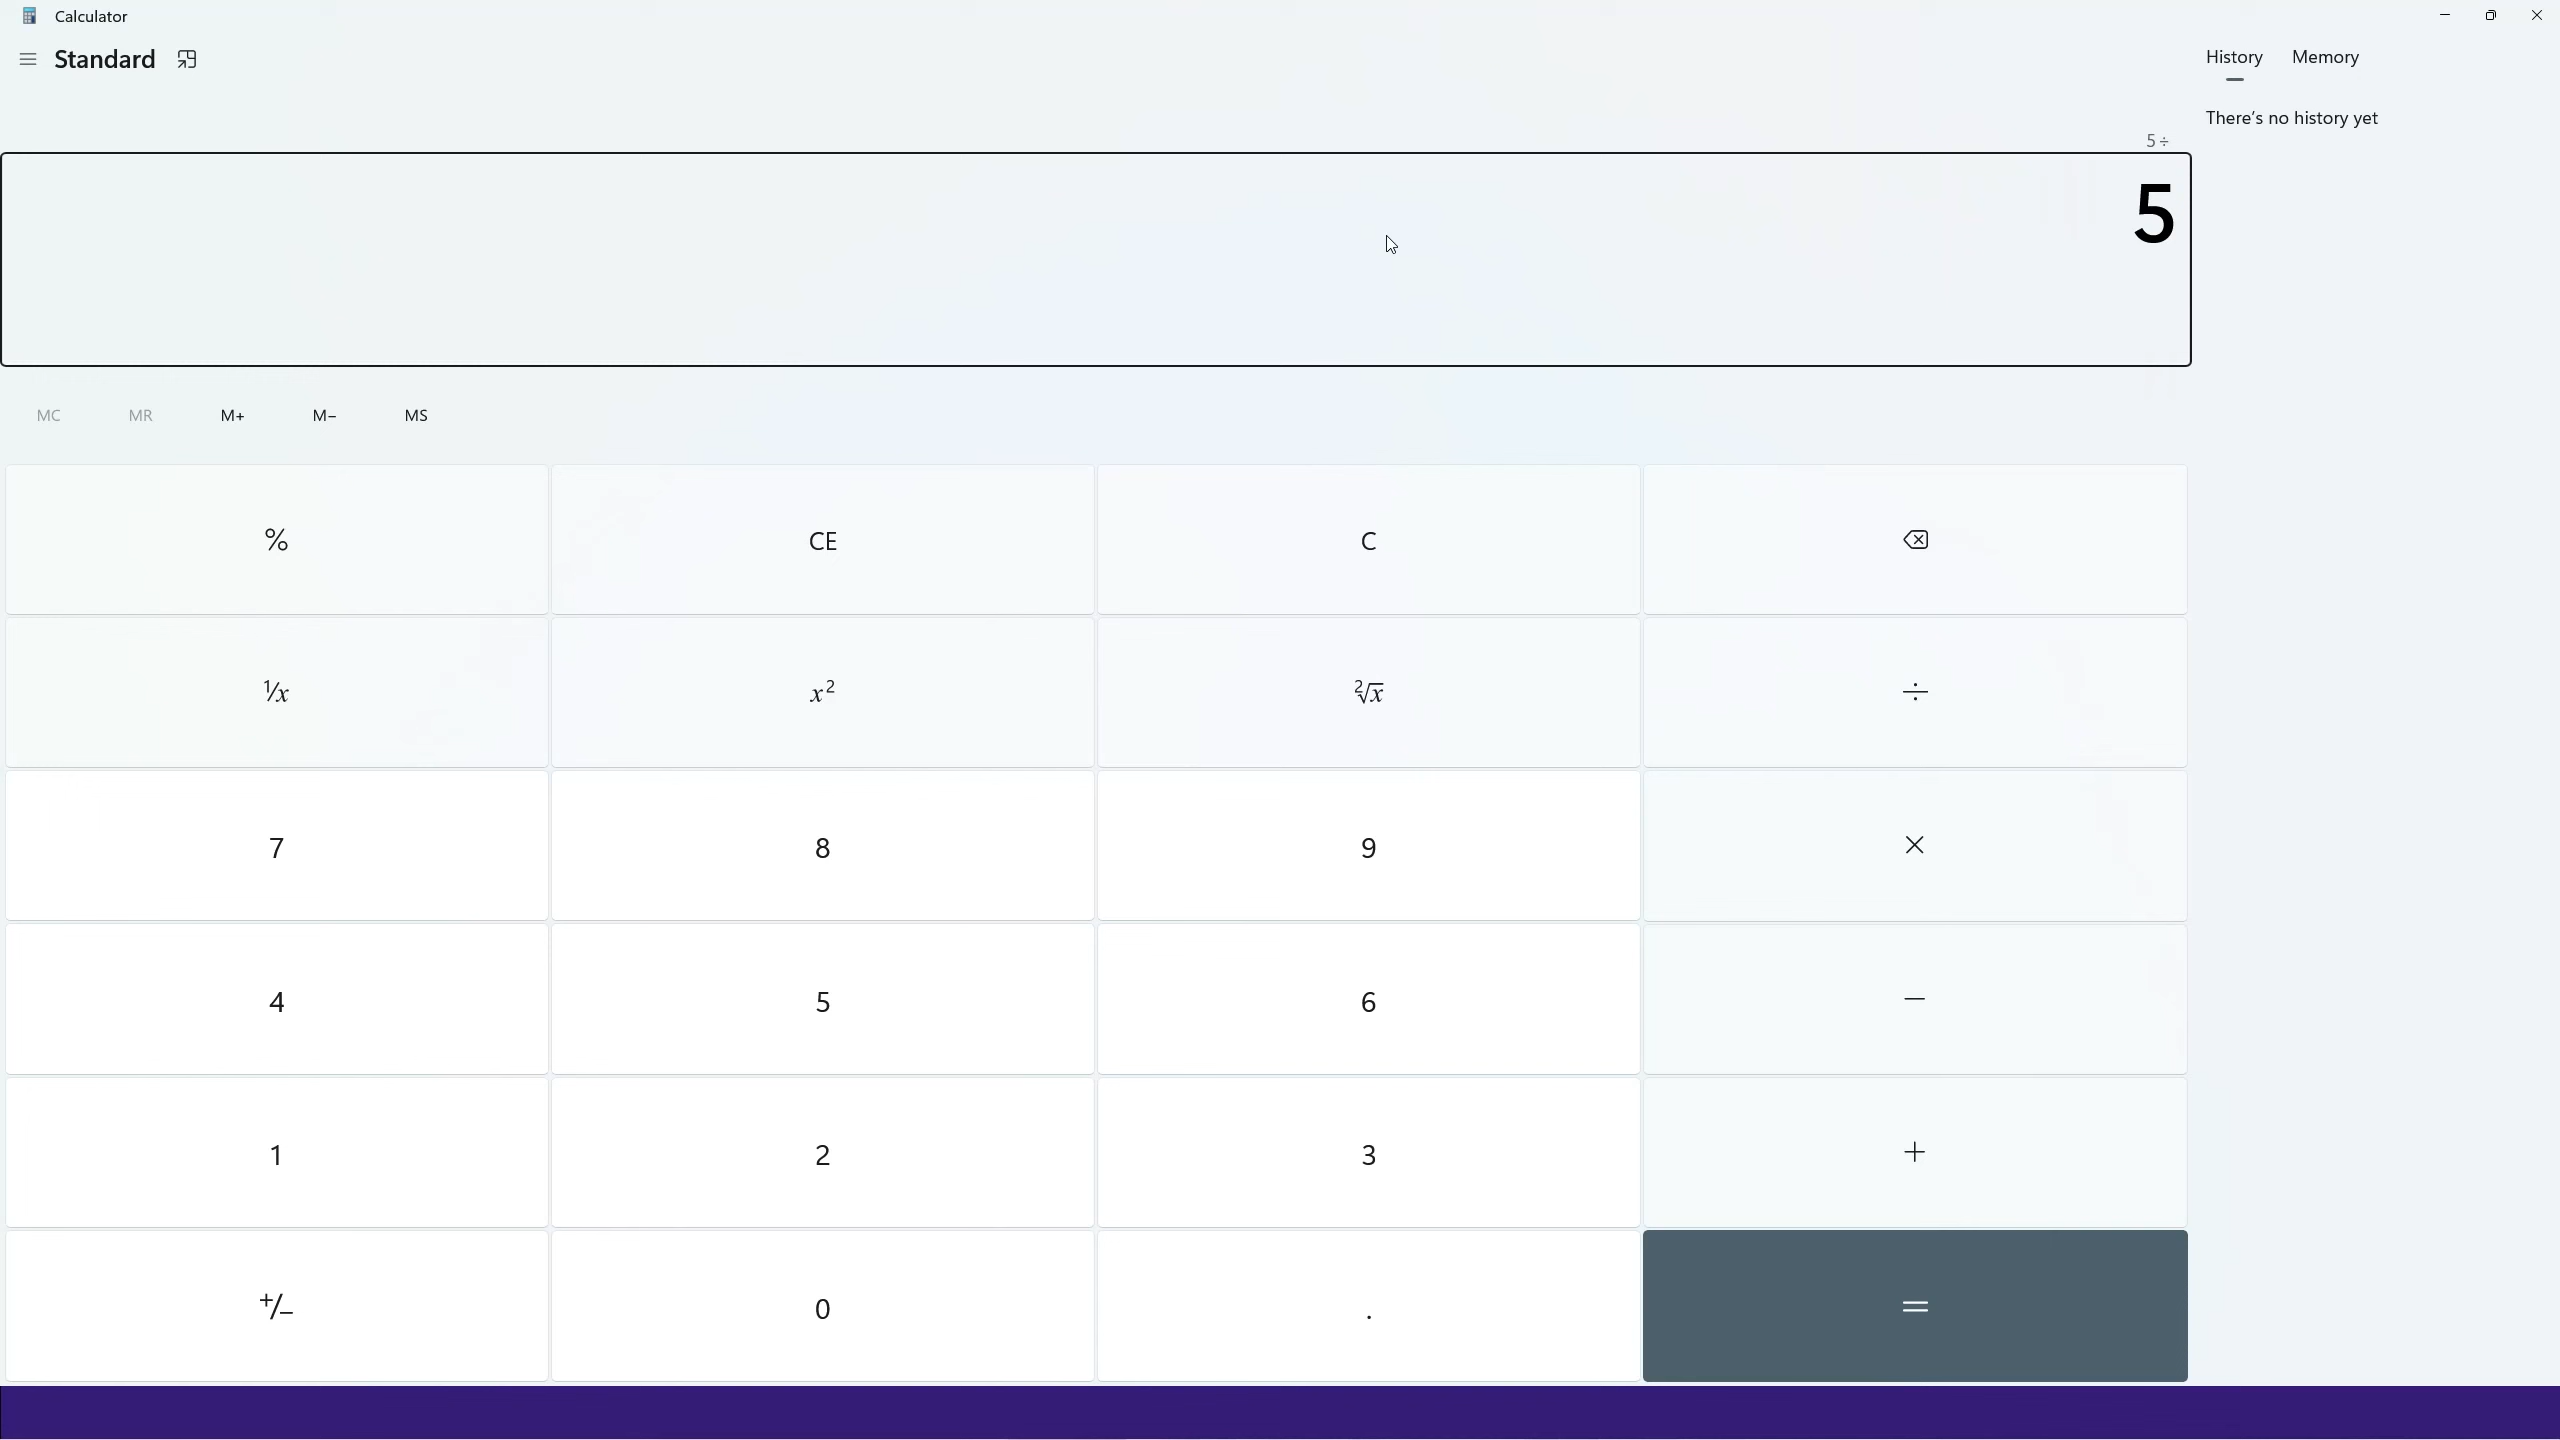 Calculator
Standard
History Memory
There's no history yet
5 ÷
5
MC MR M+ M− MS
% CE C
⅟x x² ²√x ÷
7 8 9 ×
4 5 6 −
1 2 3 +
+/− 0 . =